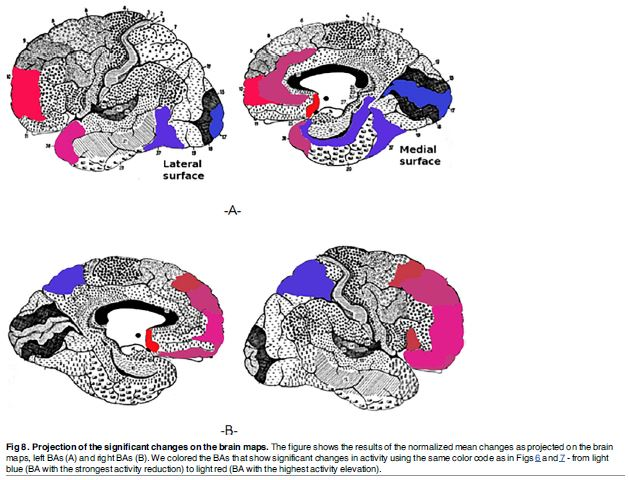 Lateral
surface
Medial
surface
-A-
-B-
Fig 8. Projection of the significant changes on the brain maps. The figure shows the results of the normalized mean changes as projected on the brain
maps, left BAs (A) and right BAs (B). We colored the BAs that show significant changes in activity using the same color code as in Figs 6 and 7 - from light
blue (BA with the strongest activity reduction) to light red (BA with the highest activity elevation).